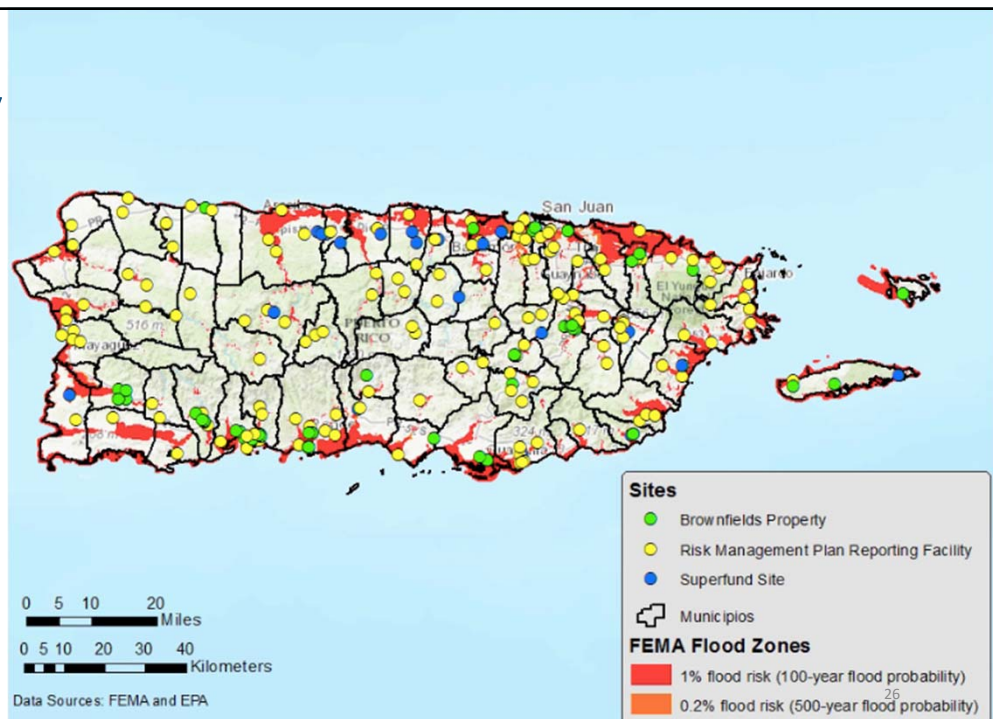 San Juan
516 m
PUERTO
RICO
El Yunque
324 m
Sites
Brownfields Property
Risk Management Plan Reporting Facility
Superfund Site
Municipios
FEMA Flood Zones
1% flood risk (100-year flood probability)
26
0.2% flood risk (500-year flood probability)
0 5 10 20
Miles
0 5 10 20 30 40
Kilometers
Data Sources: FEMA and EPA